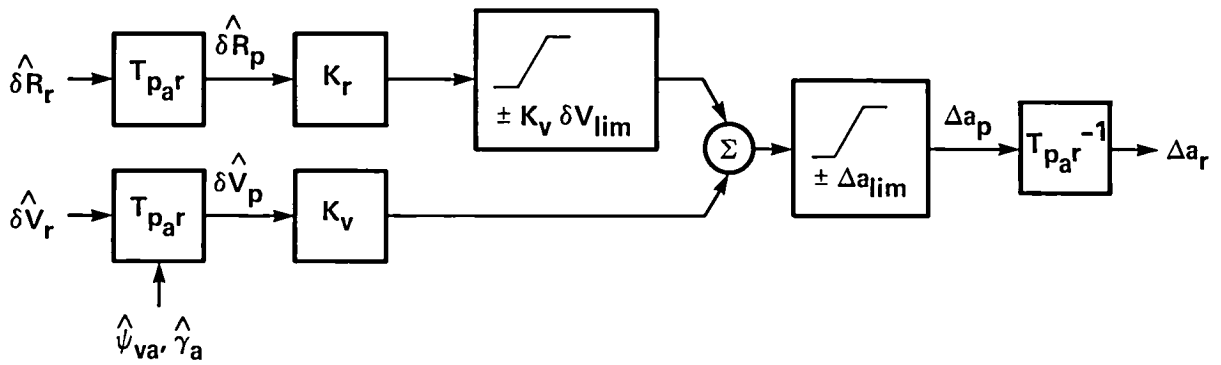 δR̂r
Tpar
δR̂p
Kr
± Kv δVlim
δV̂r
Tpar
δV̂p
Kv
Σ
± Δalim
Δap
Tpar⁻¹
Δar
ψ̂va, γ̂a